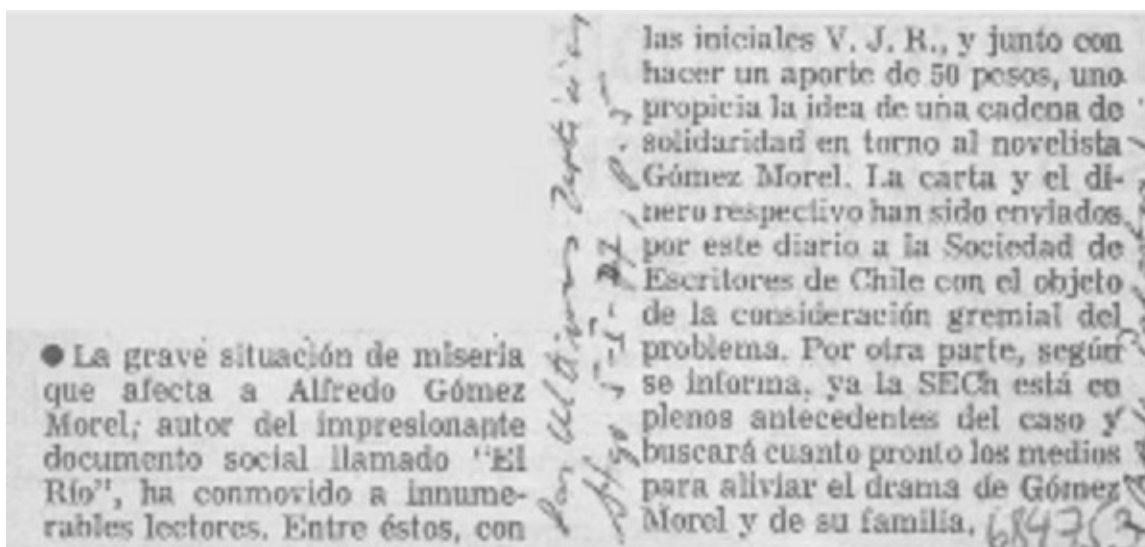 ● La grave situación de miseria
que afecta a Alfredo Gómez
Morel, autor del impresionante
documento social llamado "El
Río", ha conmovido a innume-
rables lectores. Entre éstos, con
las iniciales V. J. R., y junto con
hacer un aporte de 50 pesos, uno
propicia la idea de una cadena de
solidaridad en torno al novelista
Gómez Morel. La carta y el di-
nero respectivo han sido enviados
por este diario a la Sociedad de
Escritores de Chile con el objeto
de la consideración gremial del
problema. Por otra parte, según
se informa, ya la SECh está en
plenos antecedentes del caso y
buscará cuanto pronto los medios
para aliviar el drama de Gómez
Morel y de su familia.